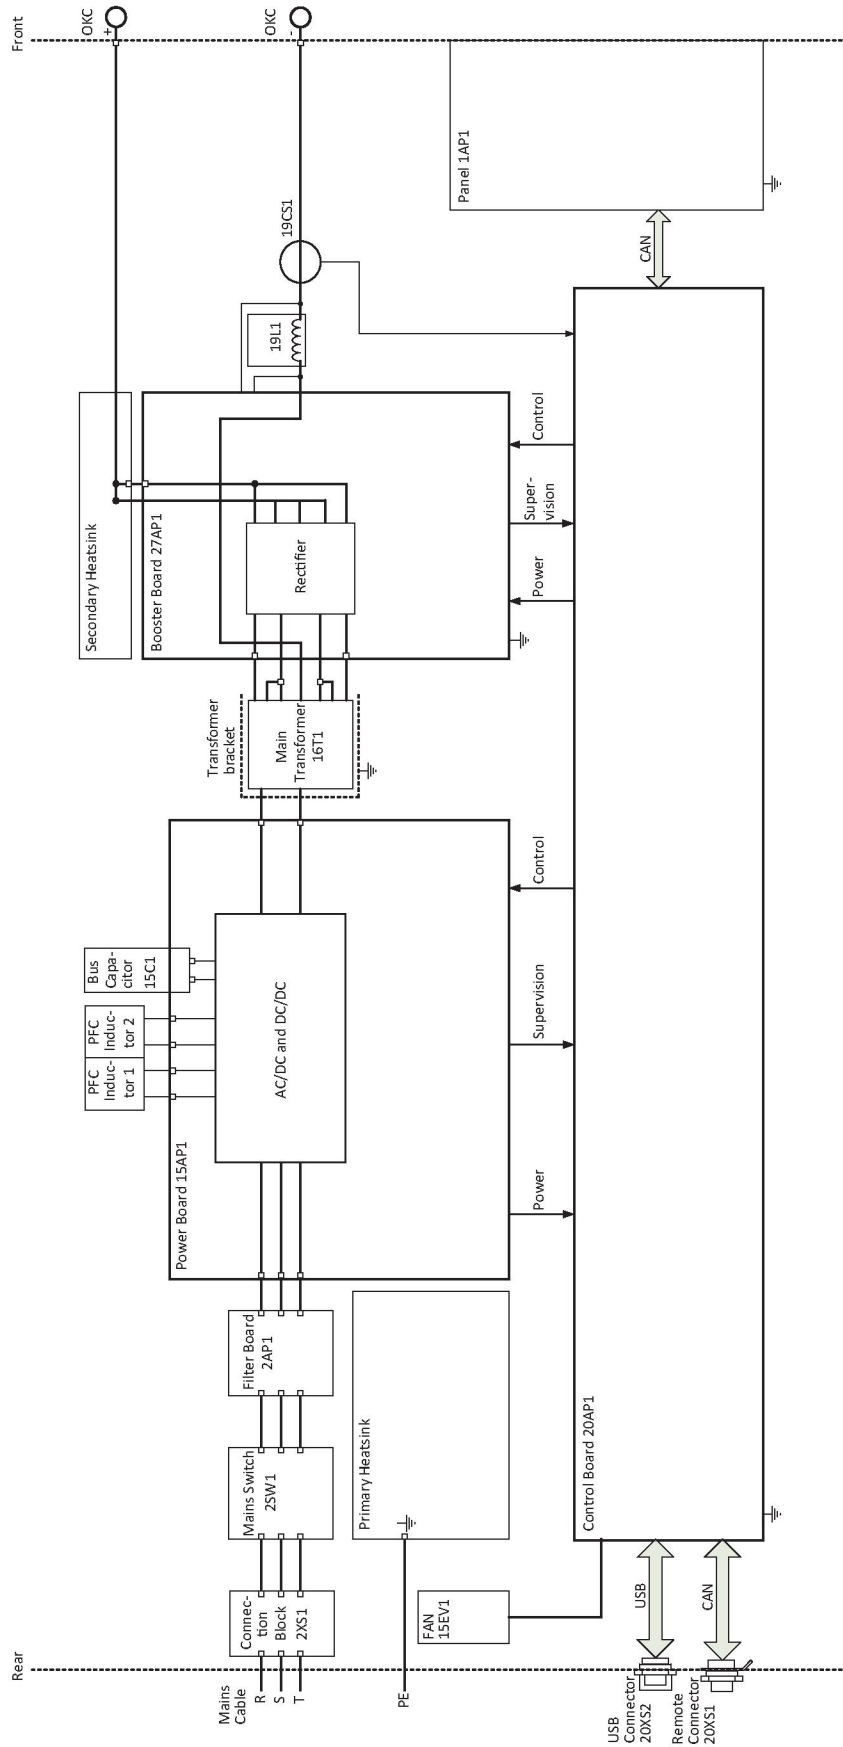 Front
OKC
+
OKC
-
Panel 1AP1
19CS1
CAN
19L1
Secondary Heatsink
Booster Board 27AP1
Rectifier
Control
Super-
vision
Power
Transformer
bracket
Main
Transformer
16T1
Bus
Capa-
citor
15C1
PFC
Induc-
tor 2
PFC
Induc-
tor 1
Power Board 15AP1
AC/DC and DC/DC
Control
Supervision
Power
Filter Board
2AP1
Mains Switch
2SW1
Primary Heatsink
Control Board 20AP1
Connec-
tion
Block
2XS1
FAN
15EV1
USB
CAN
Rear
Mains
Cable
R
S
T
PE
USB
Connector
20XS2
Remote
Connector
20XS1